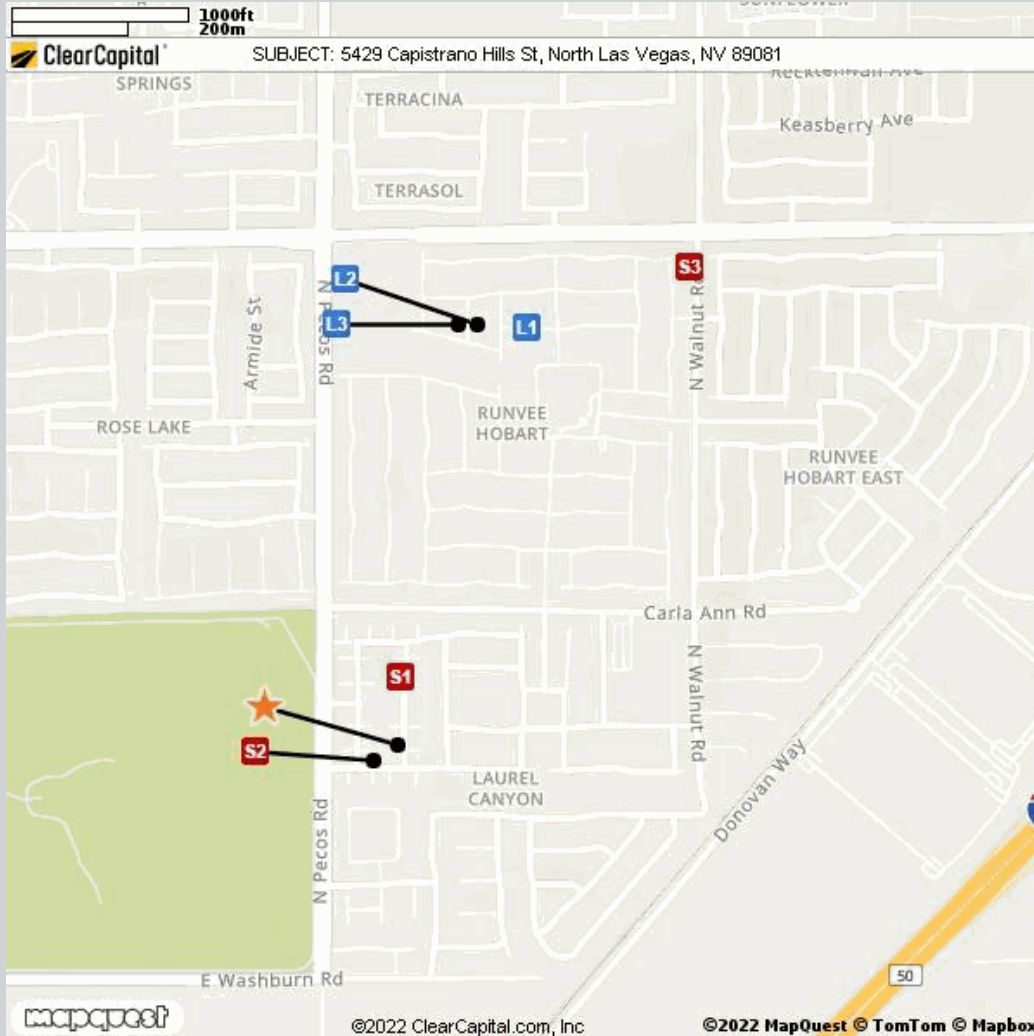 1000ft
200m
ClearCapital
SUBJECT: 5429 Capistrano Hills St, North Las Vegas, NV 89081
SPRINGS
TERRACINA
Keasberry Ave
TERRASOL
L2
S3
L3
L1
N Pecos Rd
Armide St
N Walnut Rd
ROSE LAKE
RUNVEE
HOBART
RUNVEE
HOBART EAST
Carla Ann Rd
S1
N Walnut Rd
S2
LAUREL
CANYON
Donovan Way
N Pecos Rd
E Washburn Rd
50
mapquest
©2022 ClearCapital.com, Inc
©2022 MapQuest © TomTom © Mapbo